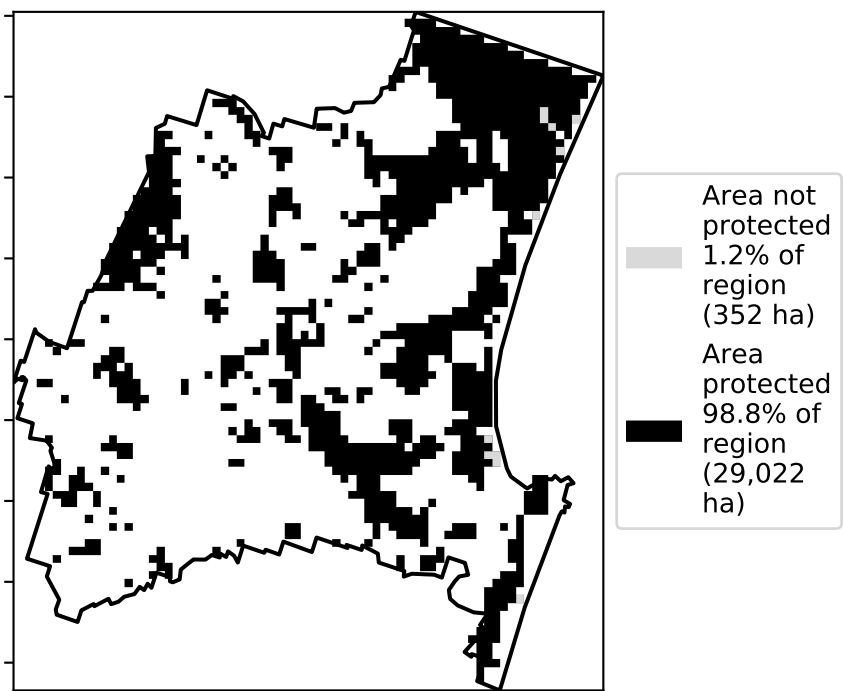 Area not
protected
1.2% of
region
(352 ha)
Area
protected
98.8% of
region
(29,022
ha)